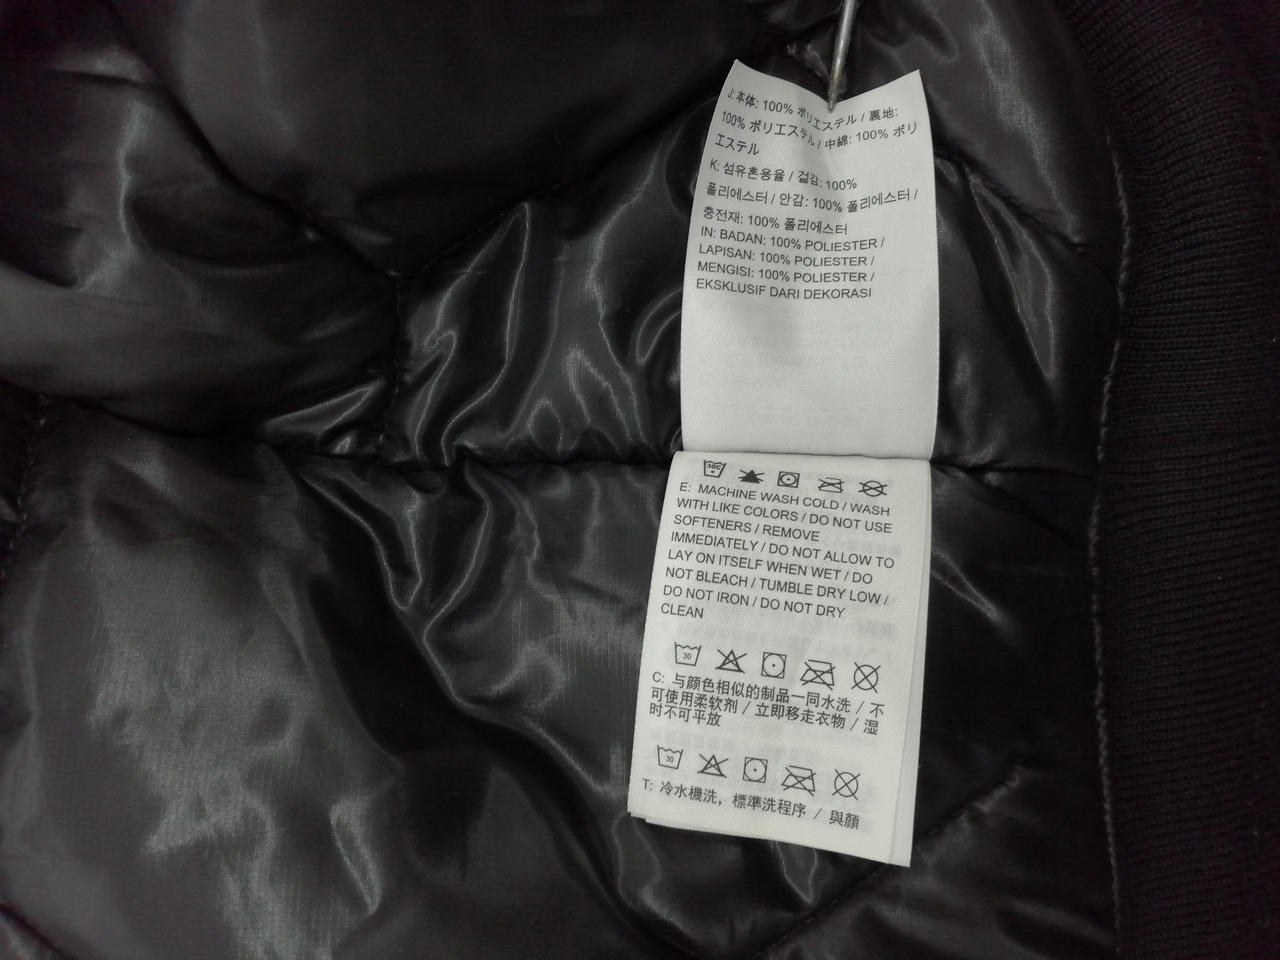 J: 本体: 100% ポリエステル / 裏地:
100% ポリエステル / 中綿: 100% ポリ
エステル
K: 섬유혼용율 / 겉감: 100%
폴리에스터 / 안감: 100% 폴리에스터 /
충전재: 100% 폴리에스터
IN: BADAN: 100% POLIESTER /
LAPISAN: 100% POLIESTER /
MENGISI: 100% POLIESTER /
EKSKLUSIF DARI DEKORASI
30C
E: MACHINE WASH COLD / WASH
WITH LIKE COLORS / DO NOT USE
SOFTENERS / REMOVE
IMMEDIATELY / DO NOT ALLOW TO
LAY ON ITSELF WHEN WET / DO
NOT BLEACH / TUMBLE DRY LOW /
DO NOT IRON / DO NOT DRY
CLEAN
30
C: 与颜色相似的制品一同水洗 / 不
可使用柔软剂 / 立即移走衣物 / 湿
时不可平放
30
T: 冷水機洗，標準洗程序 / 與顏